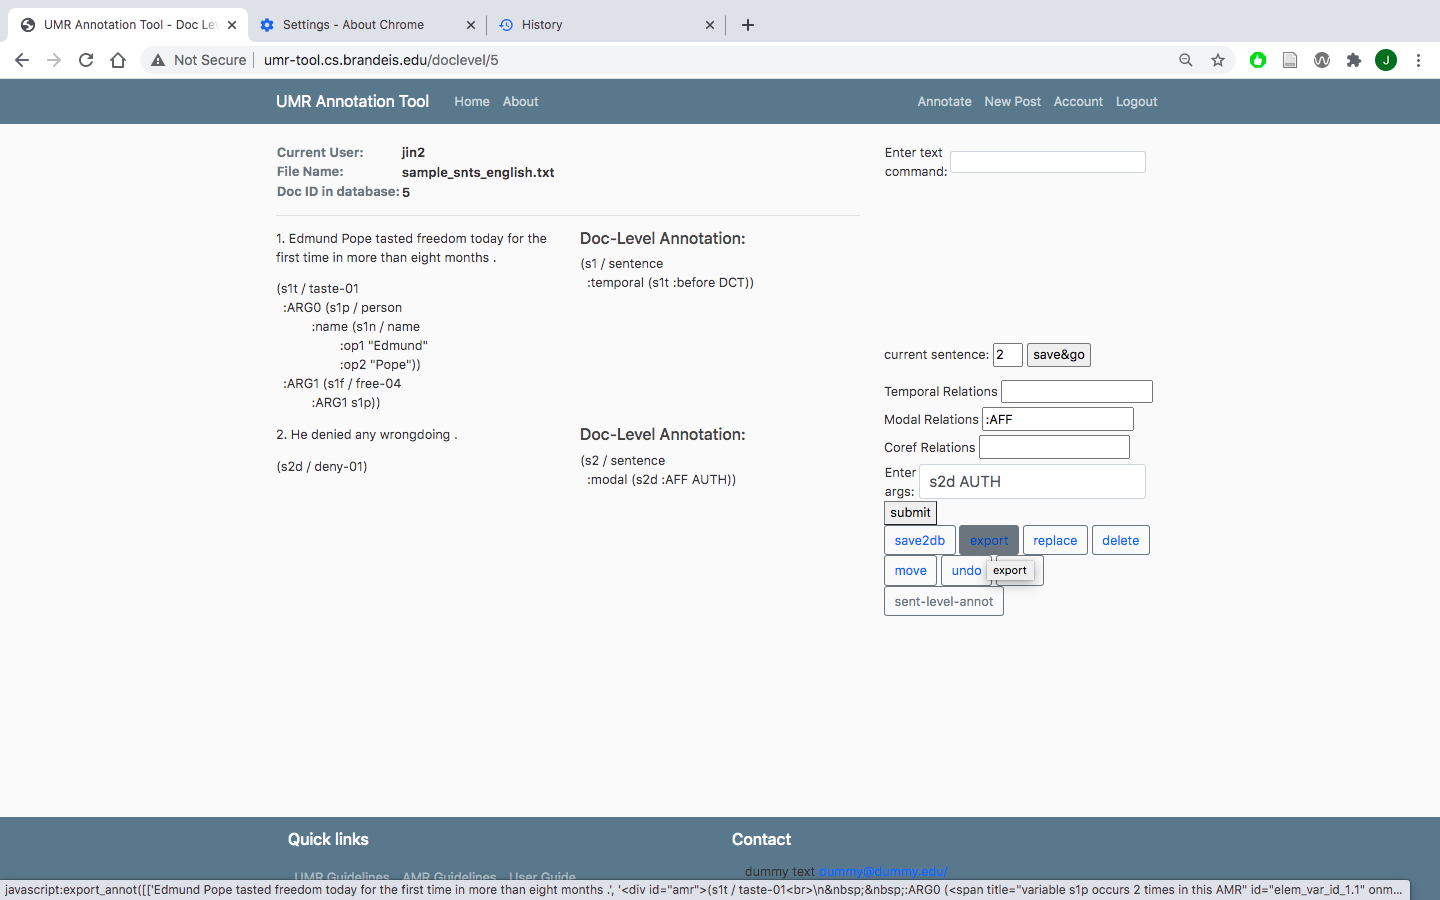 UMR Annotation Tool - Doc Le
Settings - About Chrome
History
Not Secure
umr-tool.cs.brandeis.edu/doclevel/5
J
UMR Annotation Tool
Home
About
Annotate
New Post
Account
Logout
Current User: jin2
File Name: sample_snts_english.txt
Doc ID in database: 5
Enter text
command:
1. Edmund Pope tasted freedom today for the
first time in more than eight months .
(s1t / taste-01
:ARG0 (s1p / person
:name (s1n / name
:op1 "Edmund"
:op2 "Pope"))
:ARG1 (s1f / free-04
:ARG1 s1p))
Doc-Level Annotation:
(s1 / sentence
:temporal (s1t :before DCT))
2. He denied any wrongdoing .
(s2d / deny-01)
Doc-Level Annotation:
(s2 / sentence
:modal (s2d :AFF AUTH))
current sentence: 2 save&go
Temporal Relations
Modal Relations :AFF
Coref Relations
Enter
args: s2d AUTH
submit
save2db export replace delete
move undo export
sent-level-annot
Quick links
UMR Guidelines AMR Guidelines User Guide
Contact
dummy text dummy@dummy.edu/
javascript:export_annot([['Edmund Pope tasted freedom today for the first time in more than eight months .', '<div id="amr">(s1t / taste-01<br>\n&nbsp;&nbsp;:ARG0 (<span title="variable s1p occurs 2 times in this AMR" id="elem_var_id_1.1" onm...